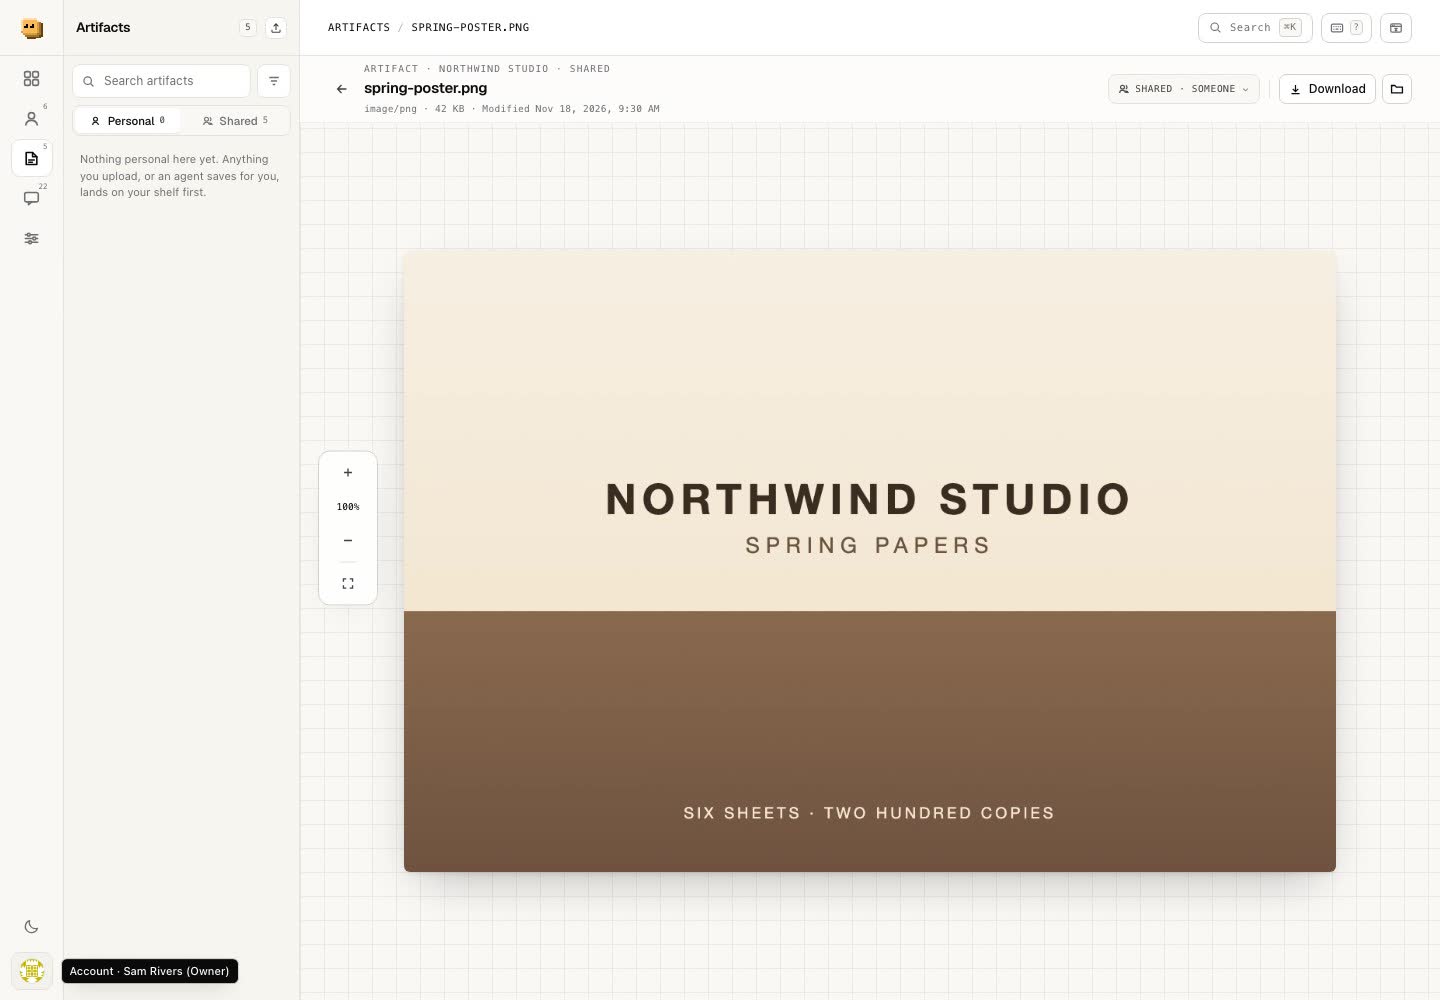 Artifacts
5
ARTIFACTS / SPRING-POSTER.PNG
Search ⌘K
?
6
5
22
Search artifacts
Personal 0
Shared 5
Nothing personal here yet. Anything
you upload, or an agent saves for you,
lands on your shelf first.
ARTIFACT · NORTHWIND STUDIO · SHARED
spring-poster.png
image/png · 42 KB · Modified Nov 18, 2026, 9:30 AM
SHARED · SOMEONE
Download
+
100%
−
NORTHWIND STUDIO
SPRING PAPERS
SIX SHEETS · TWO HUNDRED COPIES
Account · Sam Rivers (Owner)